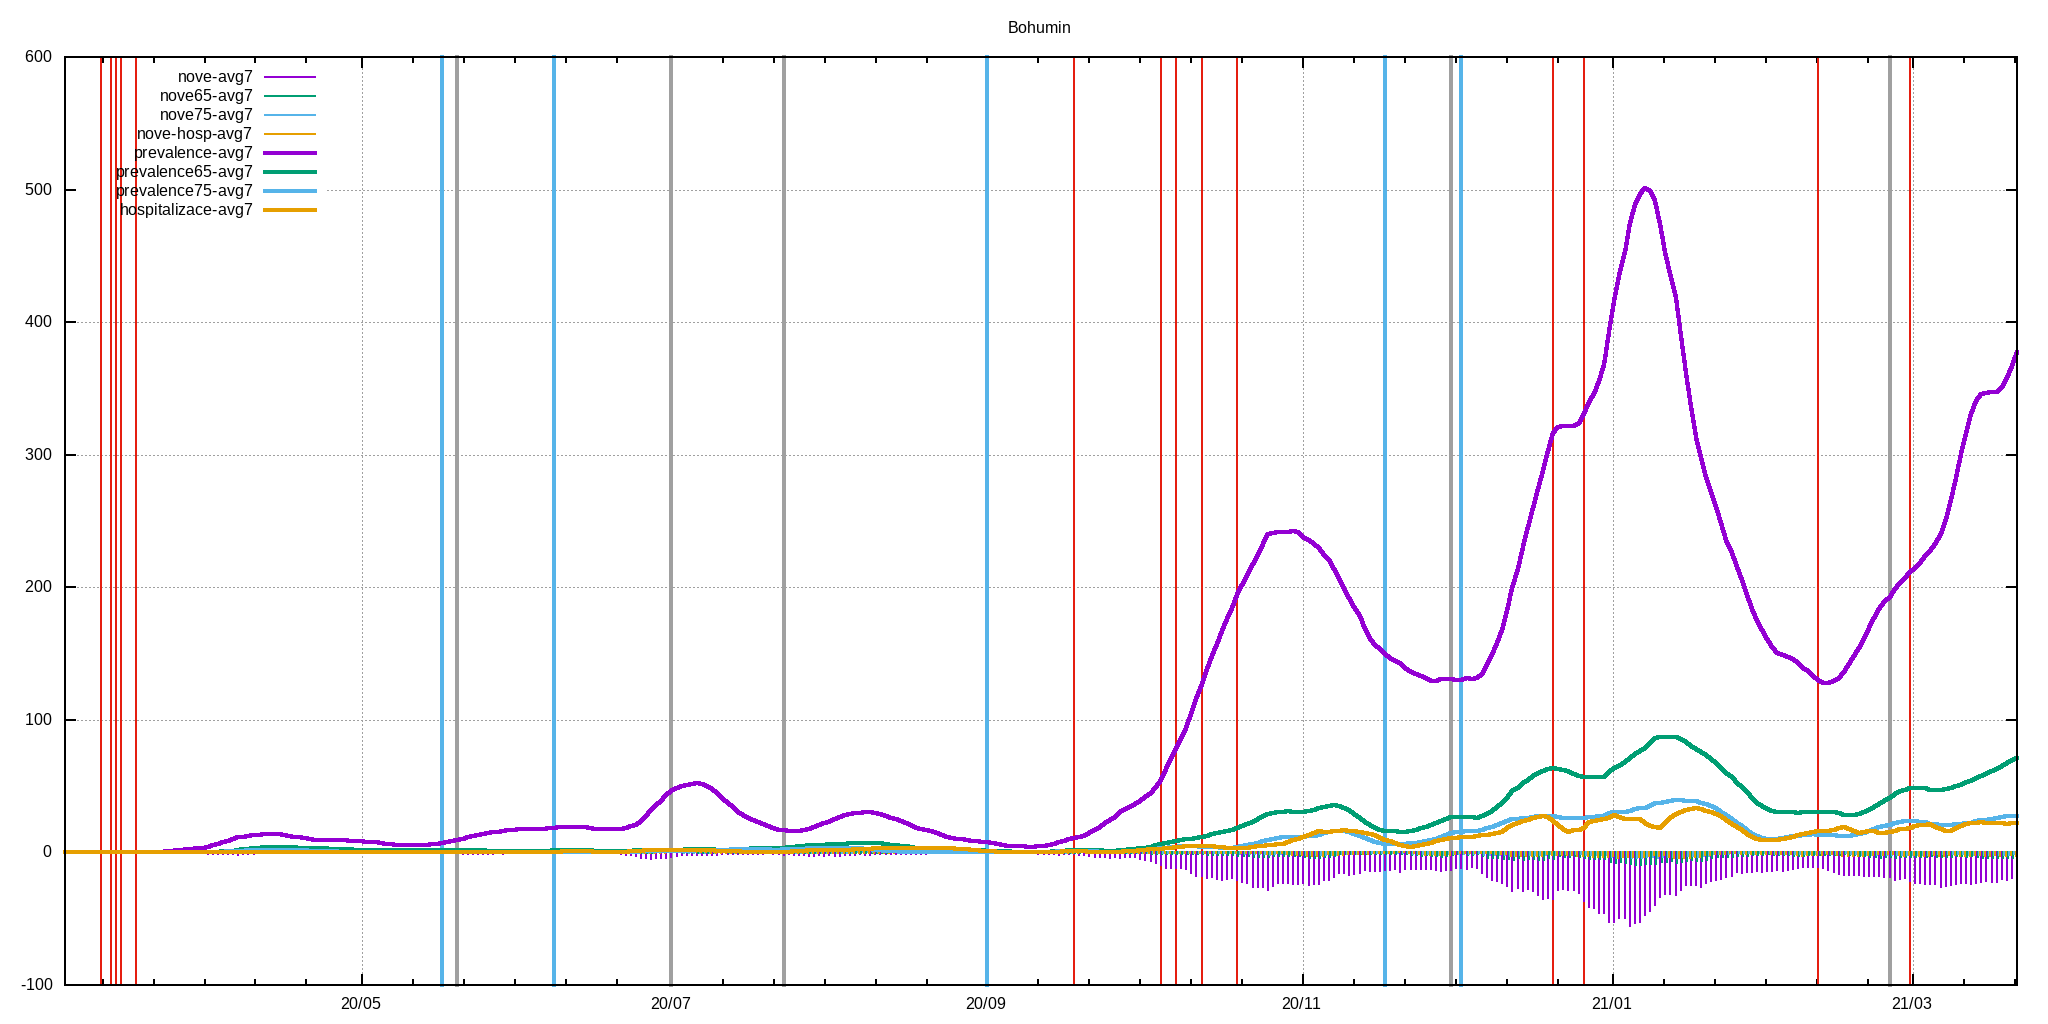 Bohumin
600
500
400
300
200
100
0
-100
nove-avg7
nove65-avg7
nove75-avg7
nove-hosp-avg7
prevalence-avg7
prevalence65-avg7
prevalence75-avg7
hospitalizace-avg7
20/05
20/07
20/09
20/11
21/01
21/03